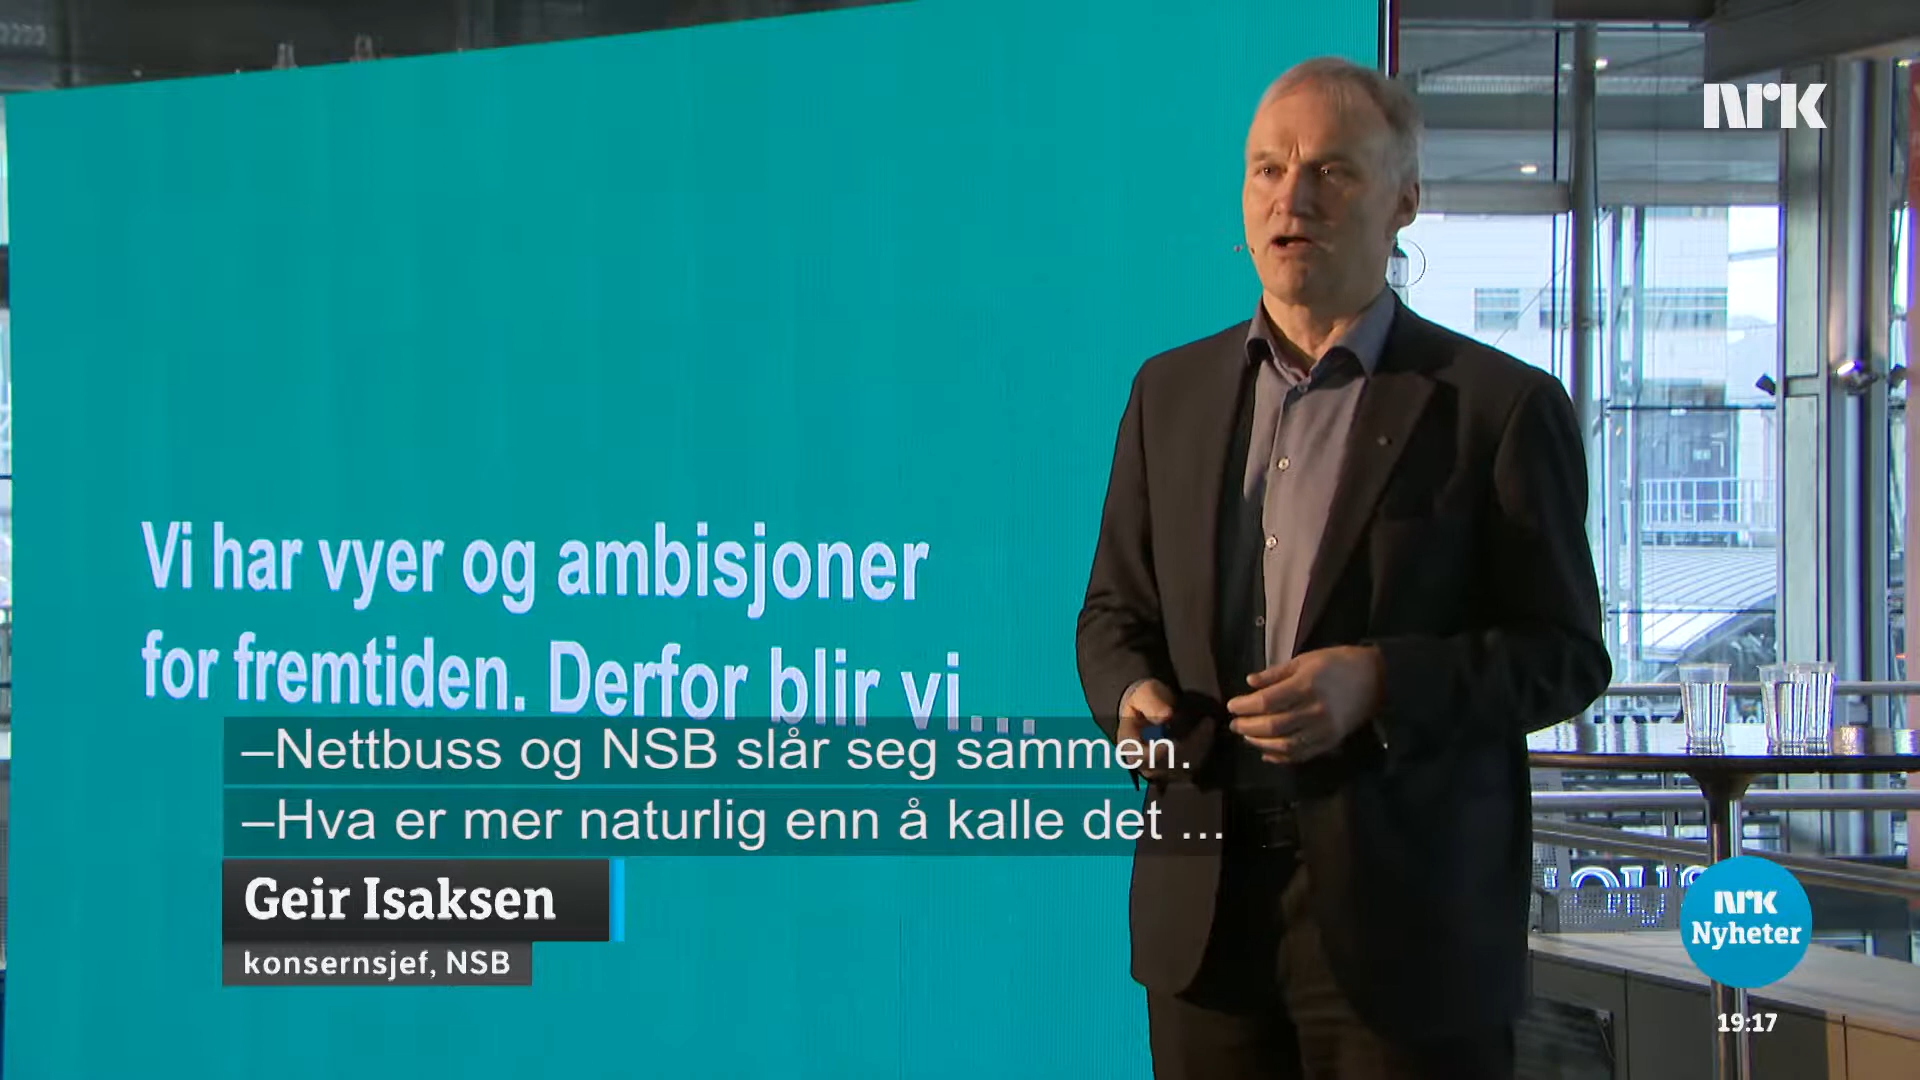 nrk
Vi har vyer og ambisjoner
for fremtiden. Derfor blir vi...
–Nettbuss og NSB slår seg sammen.
–Hva er mer naturlig enn å kalle det ...
Geir Isaksen
konsernsjef, NSB
nrk
Nyheter
19:17